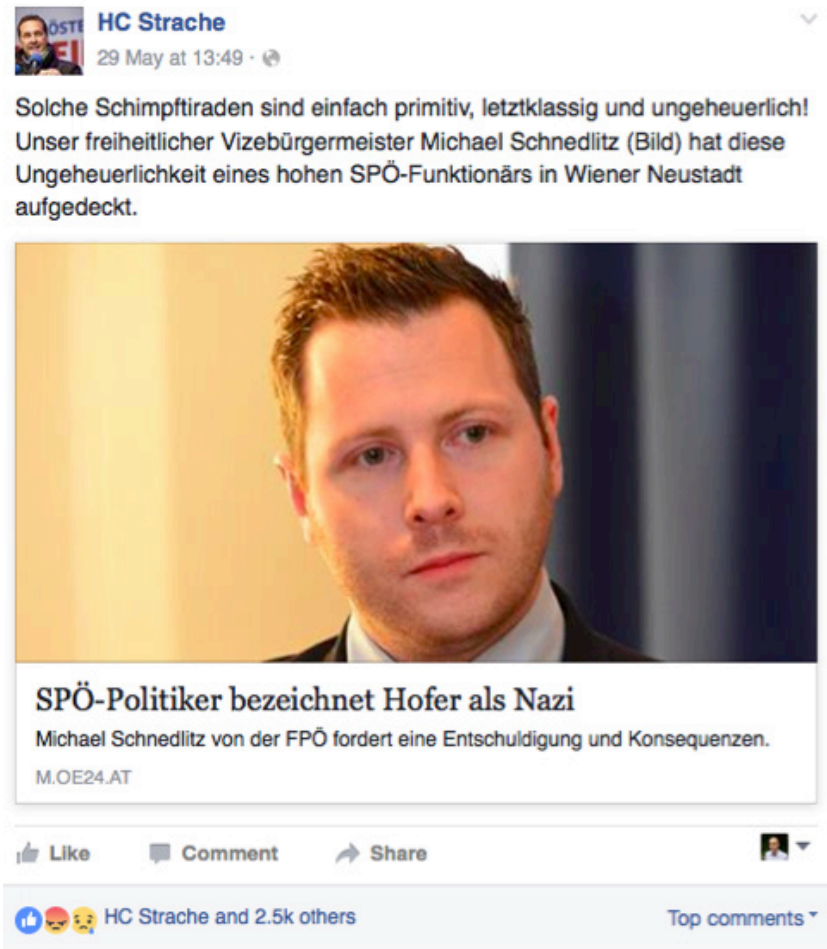 ÖSTE
HC Strache
29 May at 13:49 ·
Solche Schimpftiraden sind einfach primitiv, letztklassig und ungeheuerlich!
Unser freiheitlicher Vizebürgermeister Michael Schnedlitz (Bild) hat diese
Ungeheuerlichkeit eines hohen SPÖ-Funktionärs in Wiener Neustadt
aufgedeckt.
SPÖ-Politiker bezeichnet Hofer als Nazi
Michael Schnedlitz von der FPÖ fordert eine Entschuldigung und Konsequenzen.
M.OE24.AT
Like Comment Share
HC Strache and 2.5k others Top comments